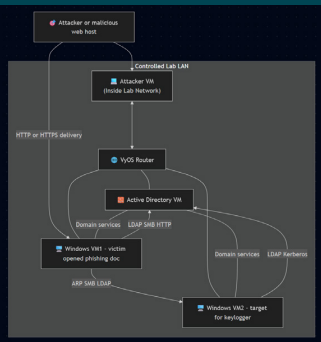 Attacker or malicious
web host
Controlled Lab LAN
Attacker VM
(Inside Lab Network)
HTTP or HTTPS delivery
VyOS Router
Active Directory VM
Domain services
LDAP SMB HTTP
Windows VM1 - victim
opened phishing doc
Domain services
LDAP Kerberos
ARP SMB LDAP
Windows VM2 - target
for keylogger